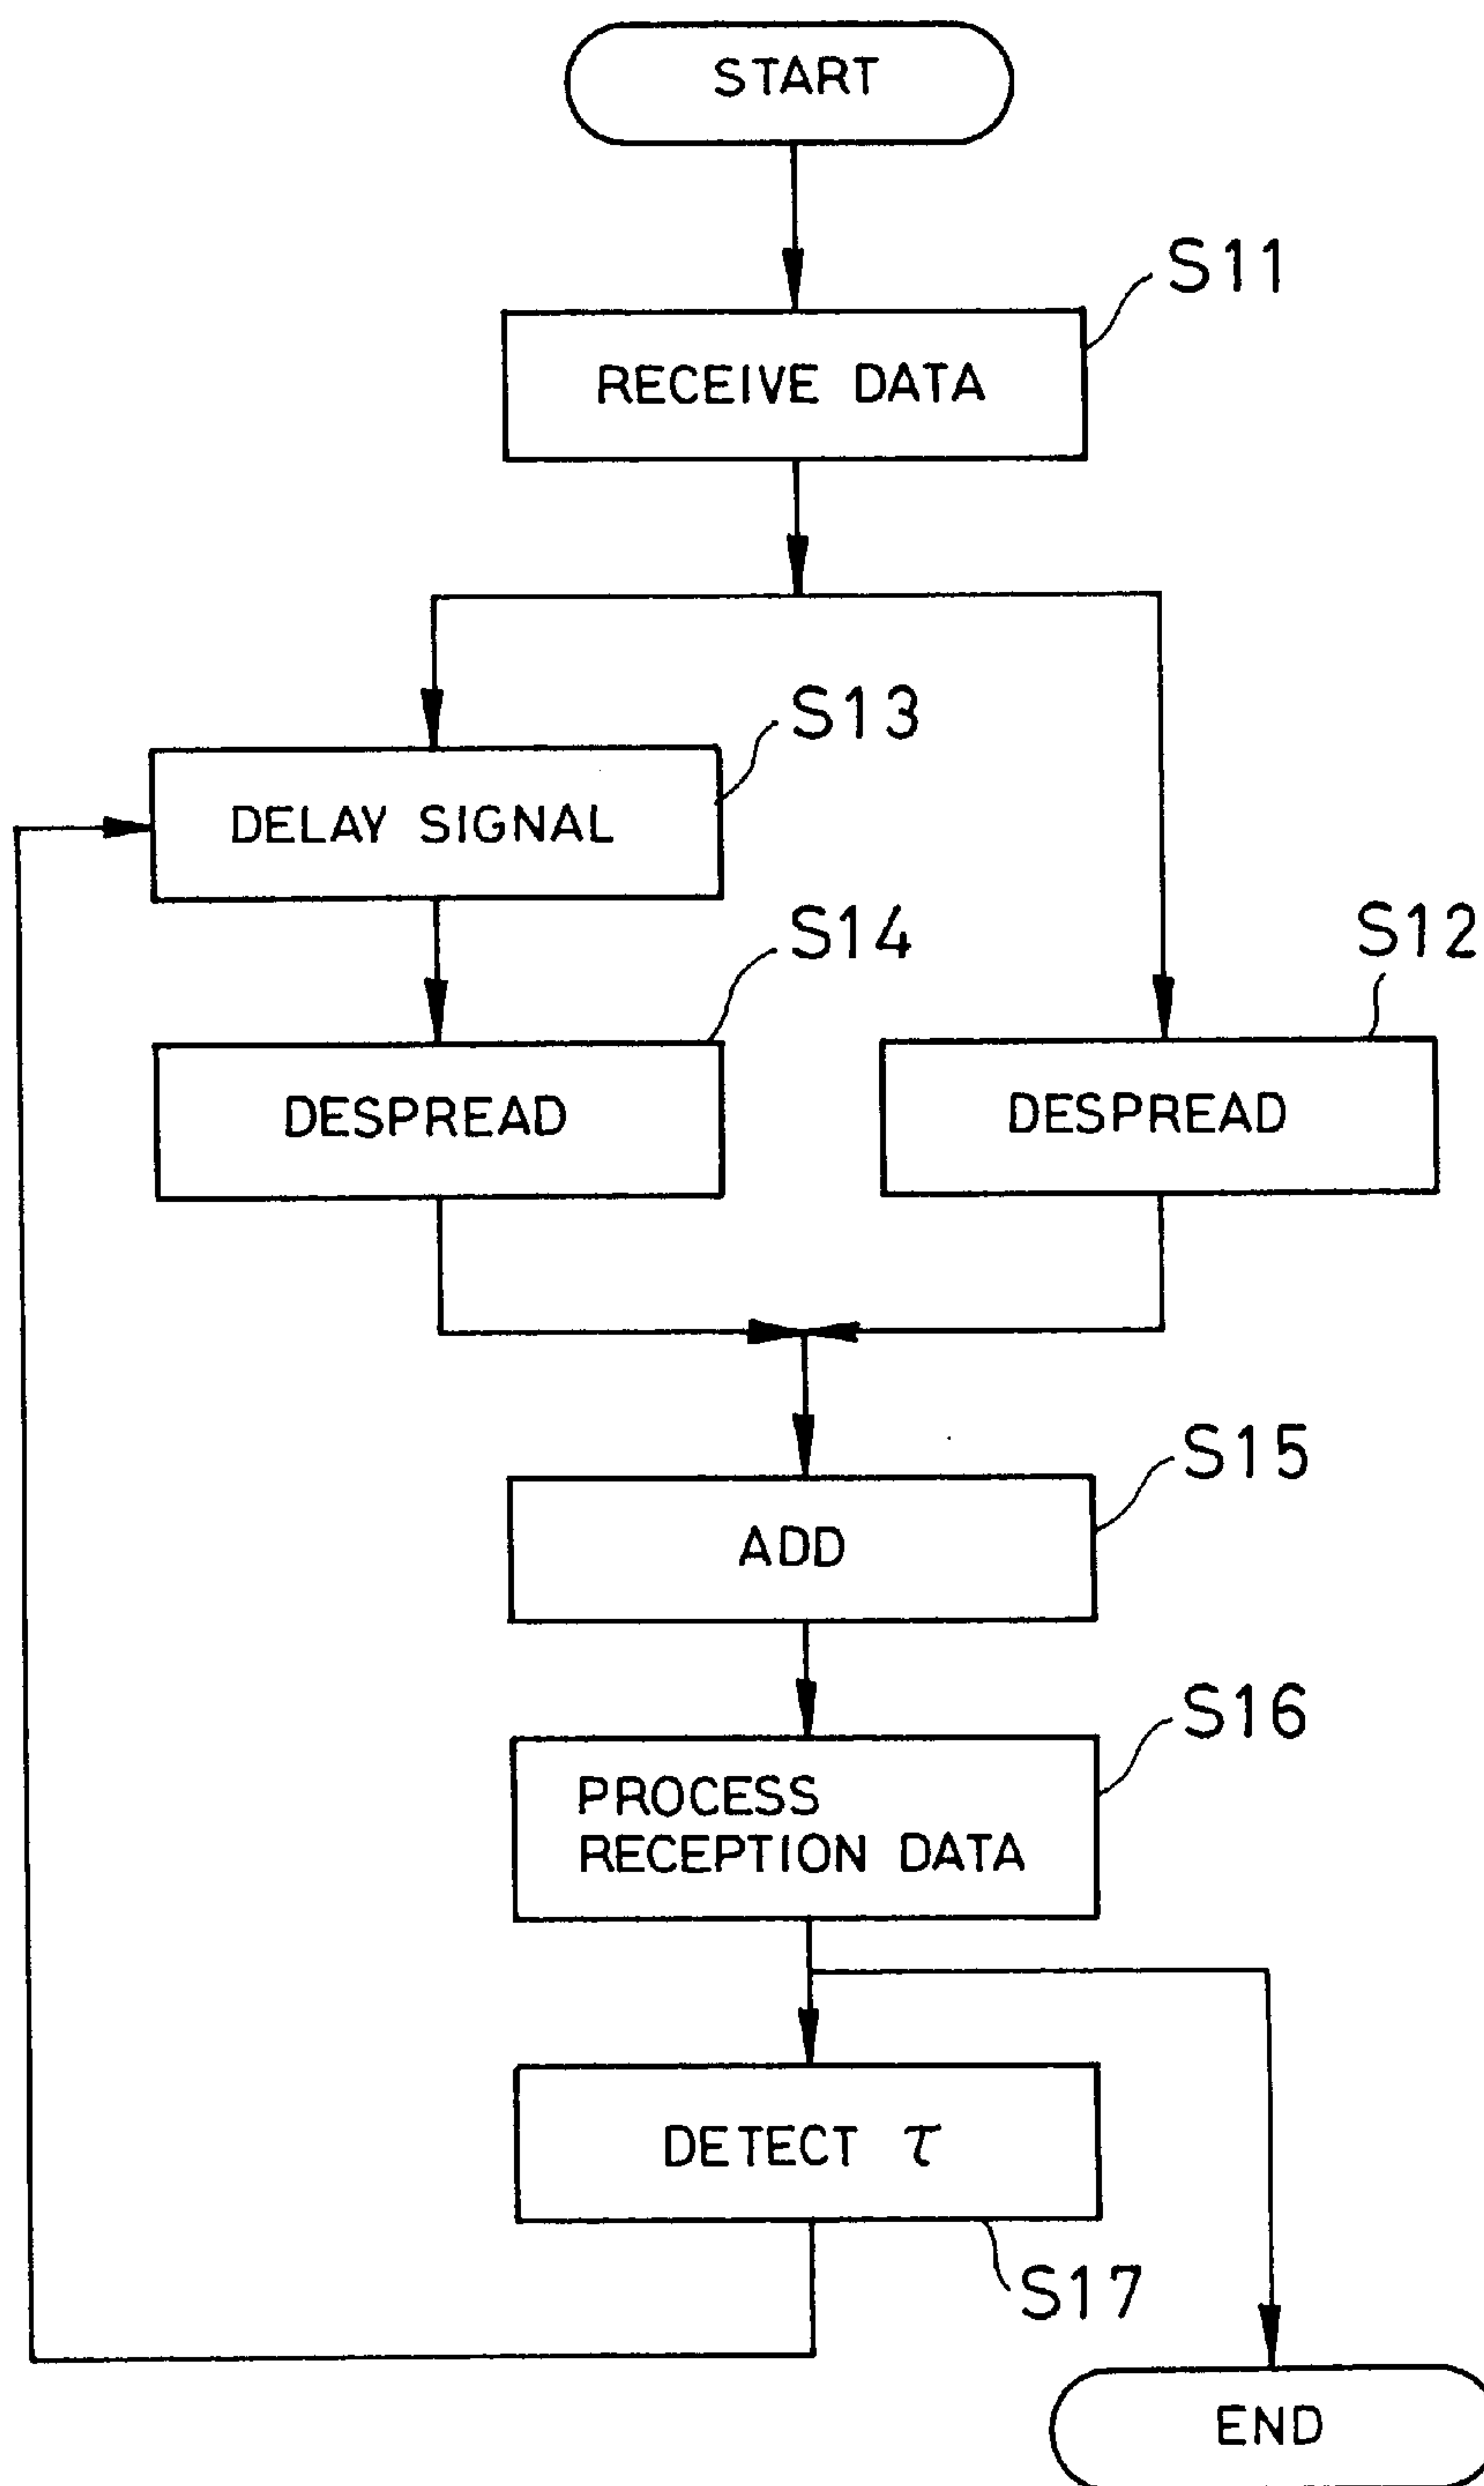 START
S11
RECEIVE DATA
S13
DELAY SIGNAL
S14
S12
DESPREAD
DESPREAD
S15
ADD
S16
PROCESS
RECEPTION DATA
DETECT τ
S17
END